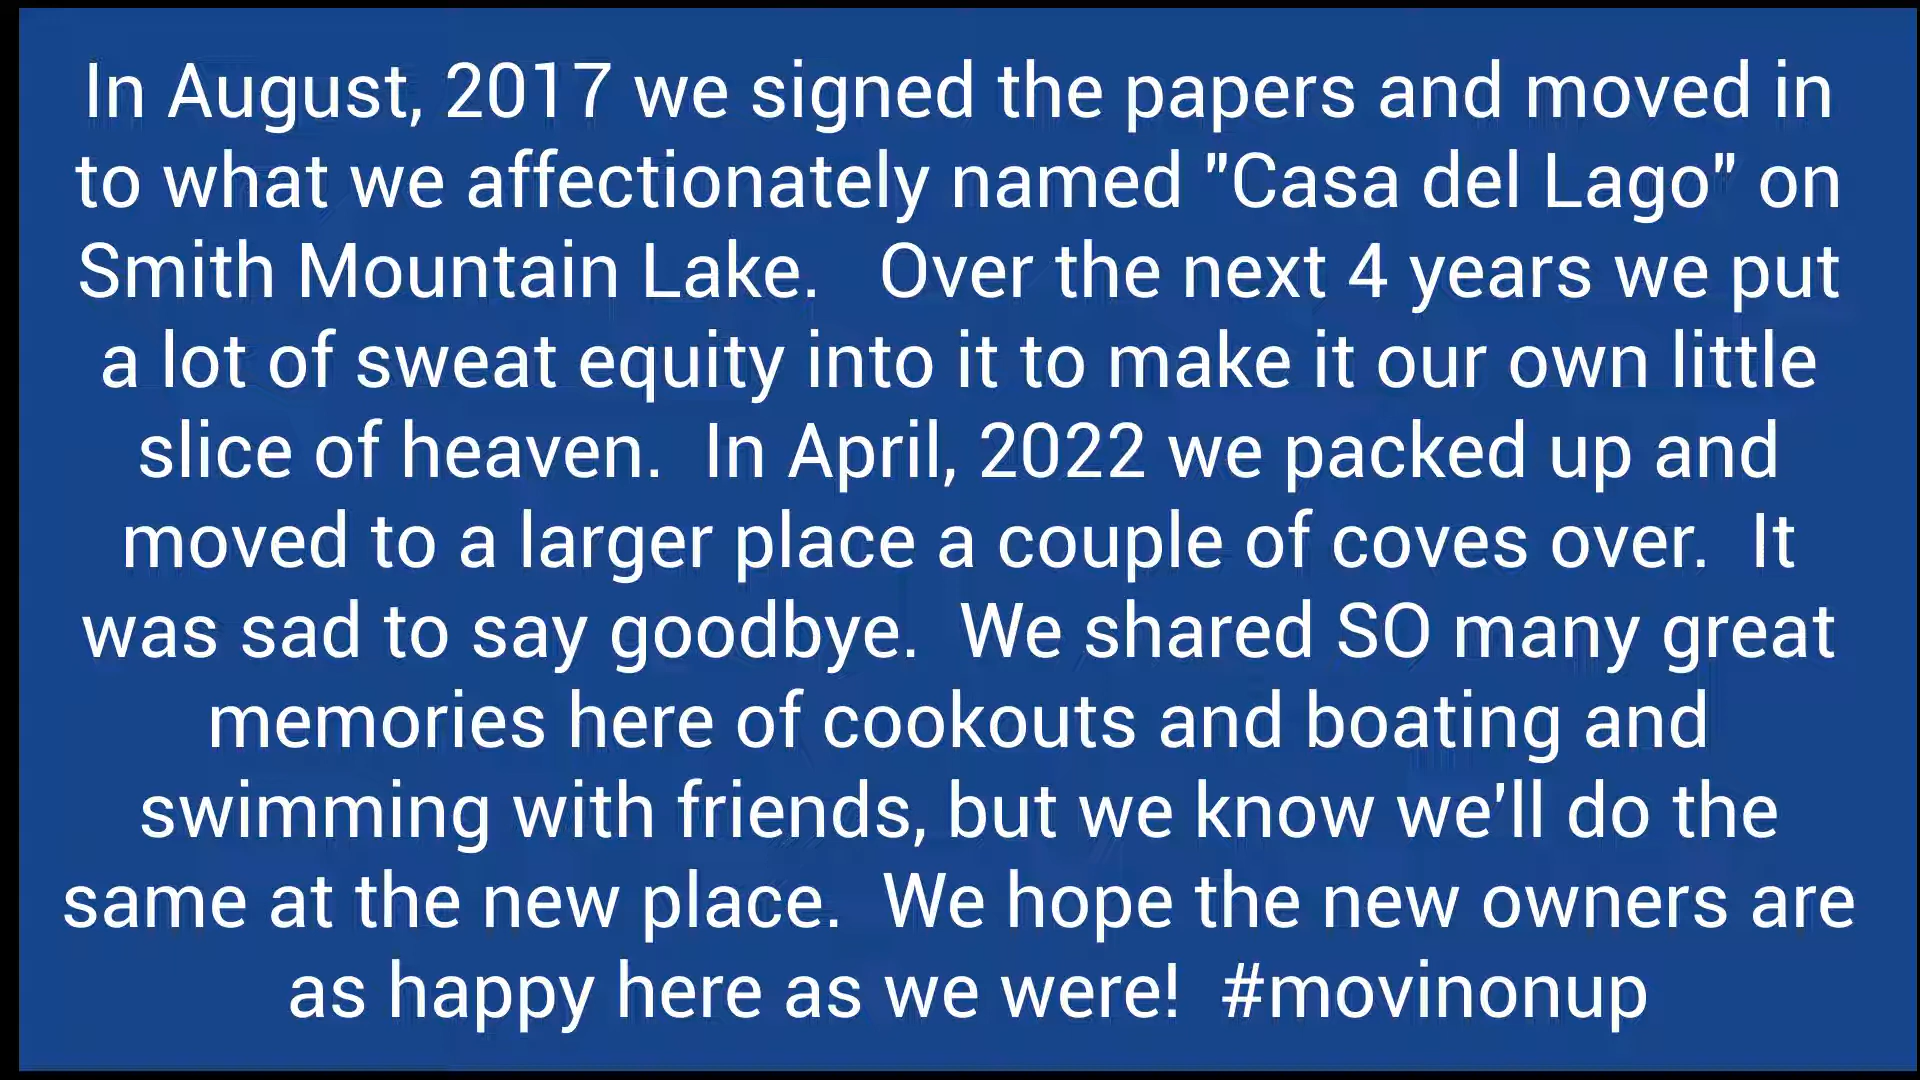 In August, 2017 we signed the papers and moved in
to what we affectionately named "Casa del Lago" on
Smith Mountain Lake.   Over the next 4 years we put
a lot of sweat equity into it to make it our own little
slice of heaven.  In April, 2022 we packed up and
moved to a larger place a couple of coves over.  It
was sad to say goodbye.  We shared SO many great
memories here of cookouts and boating and
swimming with friends, but we know we'll do the
same at the new place.  We hope the new owners are
as happy here as we were!  #movinonup